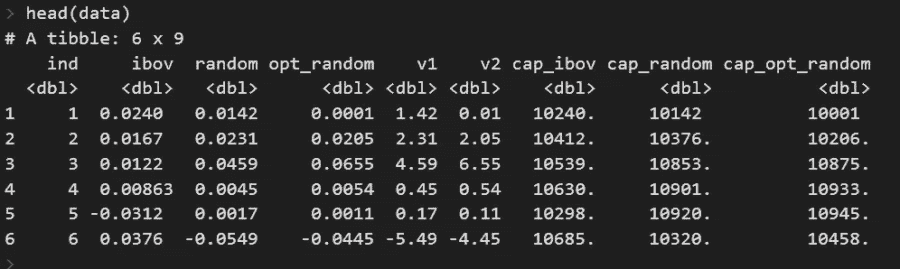 > head(data)
# A tibble: 6 x 9
ind ibov random opt_random v1 v2 cap_ibov cap_random cap_opt_random
<dbl> <dbl> <dbl> <dbl> <dbl> <dbl> <dbl> <dbl> <dbl>
1 1 0.0240 0.0142 0.0001 1.42 0.01 10240. 10142 10001
2 2 0.0167 0.0231 0.0205 2.31 2.05 10412. 10376. 10206.
3 3 0.0122 0.0459 0.0655 4.59 6.55 10539. 10853. 10875.
4 4 0.00863 0.0045 0.0054 0.45 0.54 10630. 10901. 10933.
5 5 -0.0312 0.0017 0.0011 0.17 0.11 10298. 10920. 10945.
6 6 0.0376 -0.0549 -0.0445 -5.49 -4.45 10685. 10320. 10458.
>